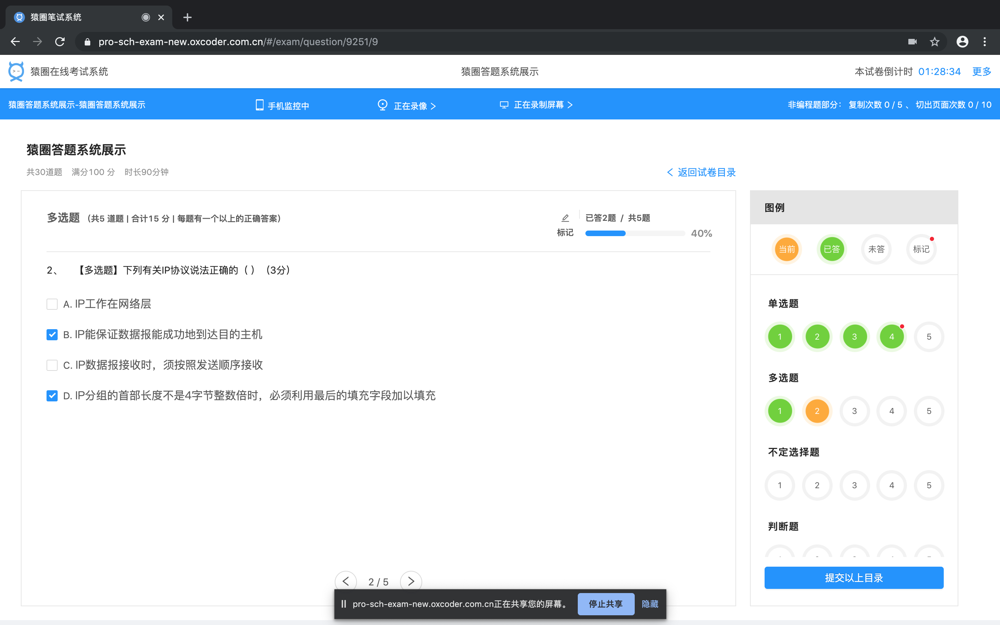 猿圈笔试系统
pro-sch-exam-new.oxcoder.com.cn/#/exam/question/9251/9
猿圈在线考试系统
猿圈答题系统展示
本试卷倒计时 01:28:34 更多
猿圈答题系统展示-猿圈答题系统展示
手机监控中
正在录像 >
正在录制屏幕 >
非编程题部分： 复制次数 0 / 5 、 切出页面次数 0 / 10
猿圈答题系统展示
共30道题 满分100 分 时长90分钟
< 返回试卷目录
多选题 （共5 道题 | 合计15 分 | 每题有一个以上的正确答案）
标记
已答2题 / 共5题
40%
2、 【多选题】下列有关IP协议说法正确的（ ）（3分）
A. IP工作在网络层
B. IP能保证数据报能成功地到达目的主机
C. IP数据报接收时，须按照发送顺序接收
D. IP分组的首部长度不是4字节整数倍时，必须利用最后的填充字段加以填充
2 / 5
图例
当前 已答 未答 标记
单选题
1 2 3 4 5
多选题
1 2 3 4 5
不定选择题
1 2 3 4 5
判断题
提交以上目录
pro-sch-exam-new.oxcoder.com.cn正在共享您的屏幕。 停止共享 隐藏